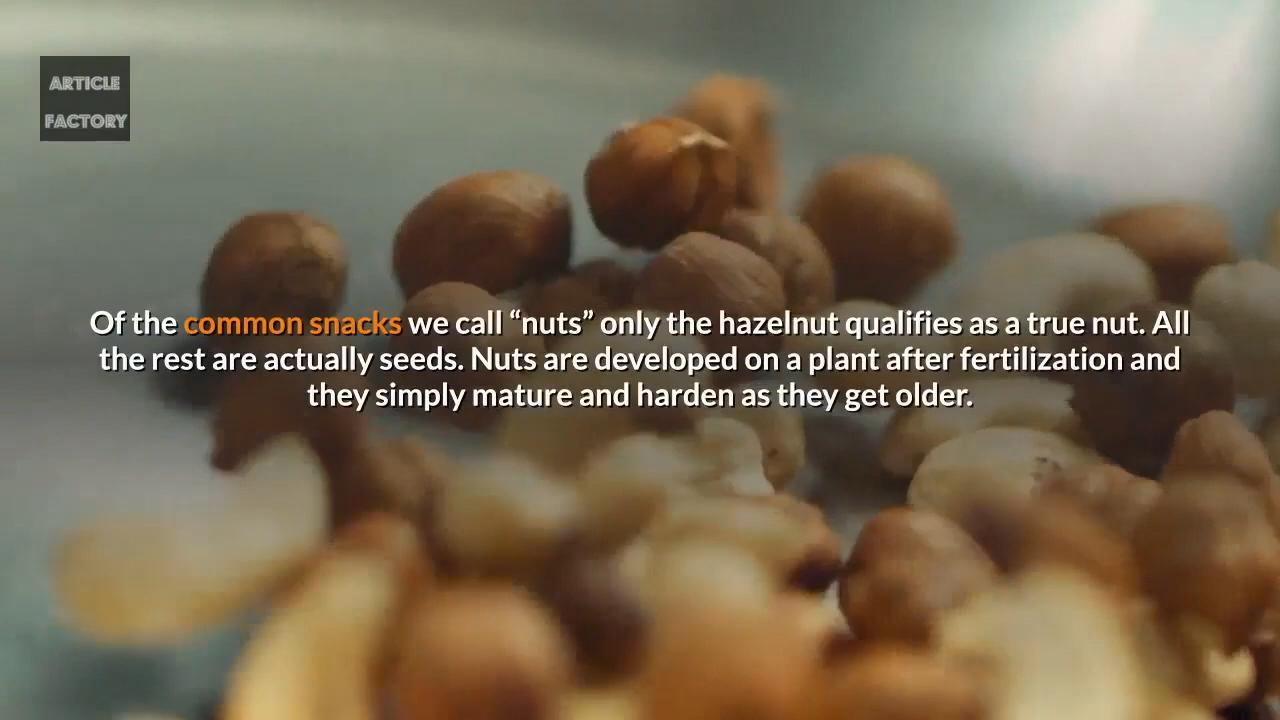 ARTICLE
FACTORY
Of the common snacks we call “nuts” only the hazelnut qualifies as a true nut. All
the rest are actually seeds. Nuts are developed on a plant after fertilization and
they simply mature and harden as they get older.